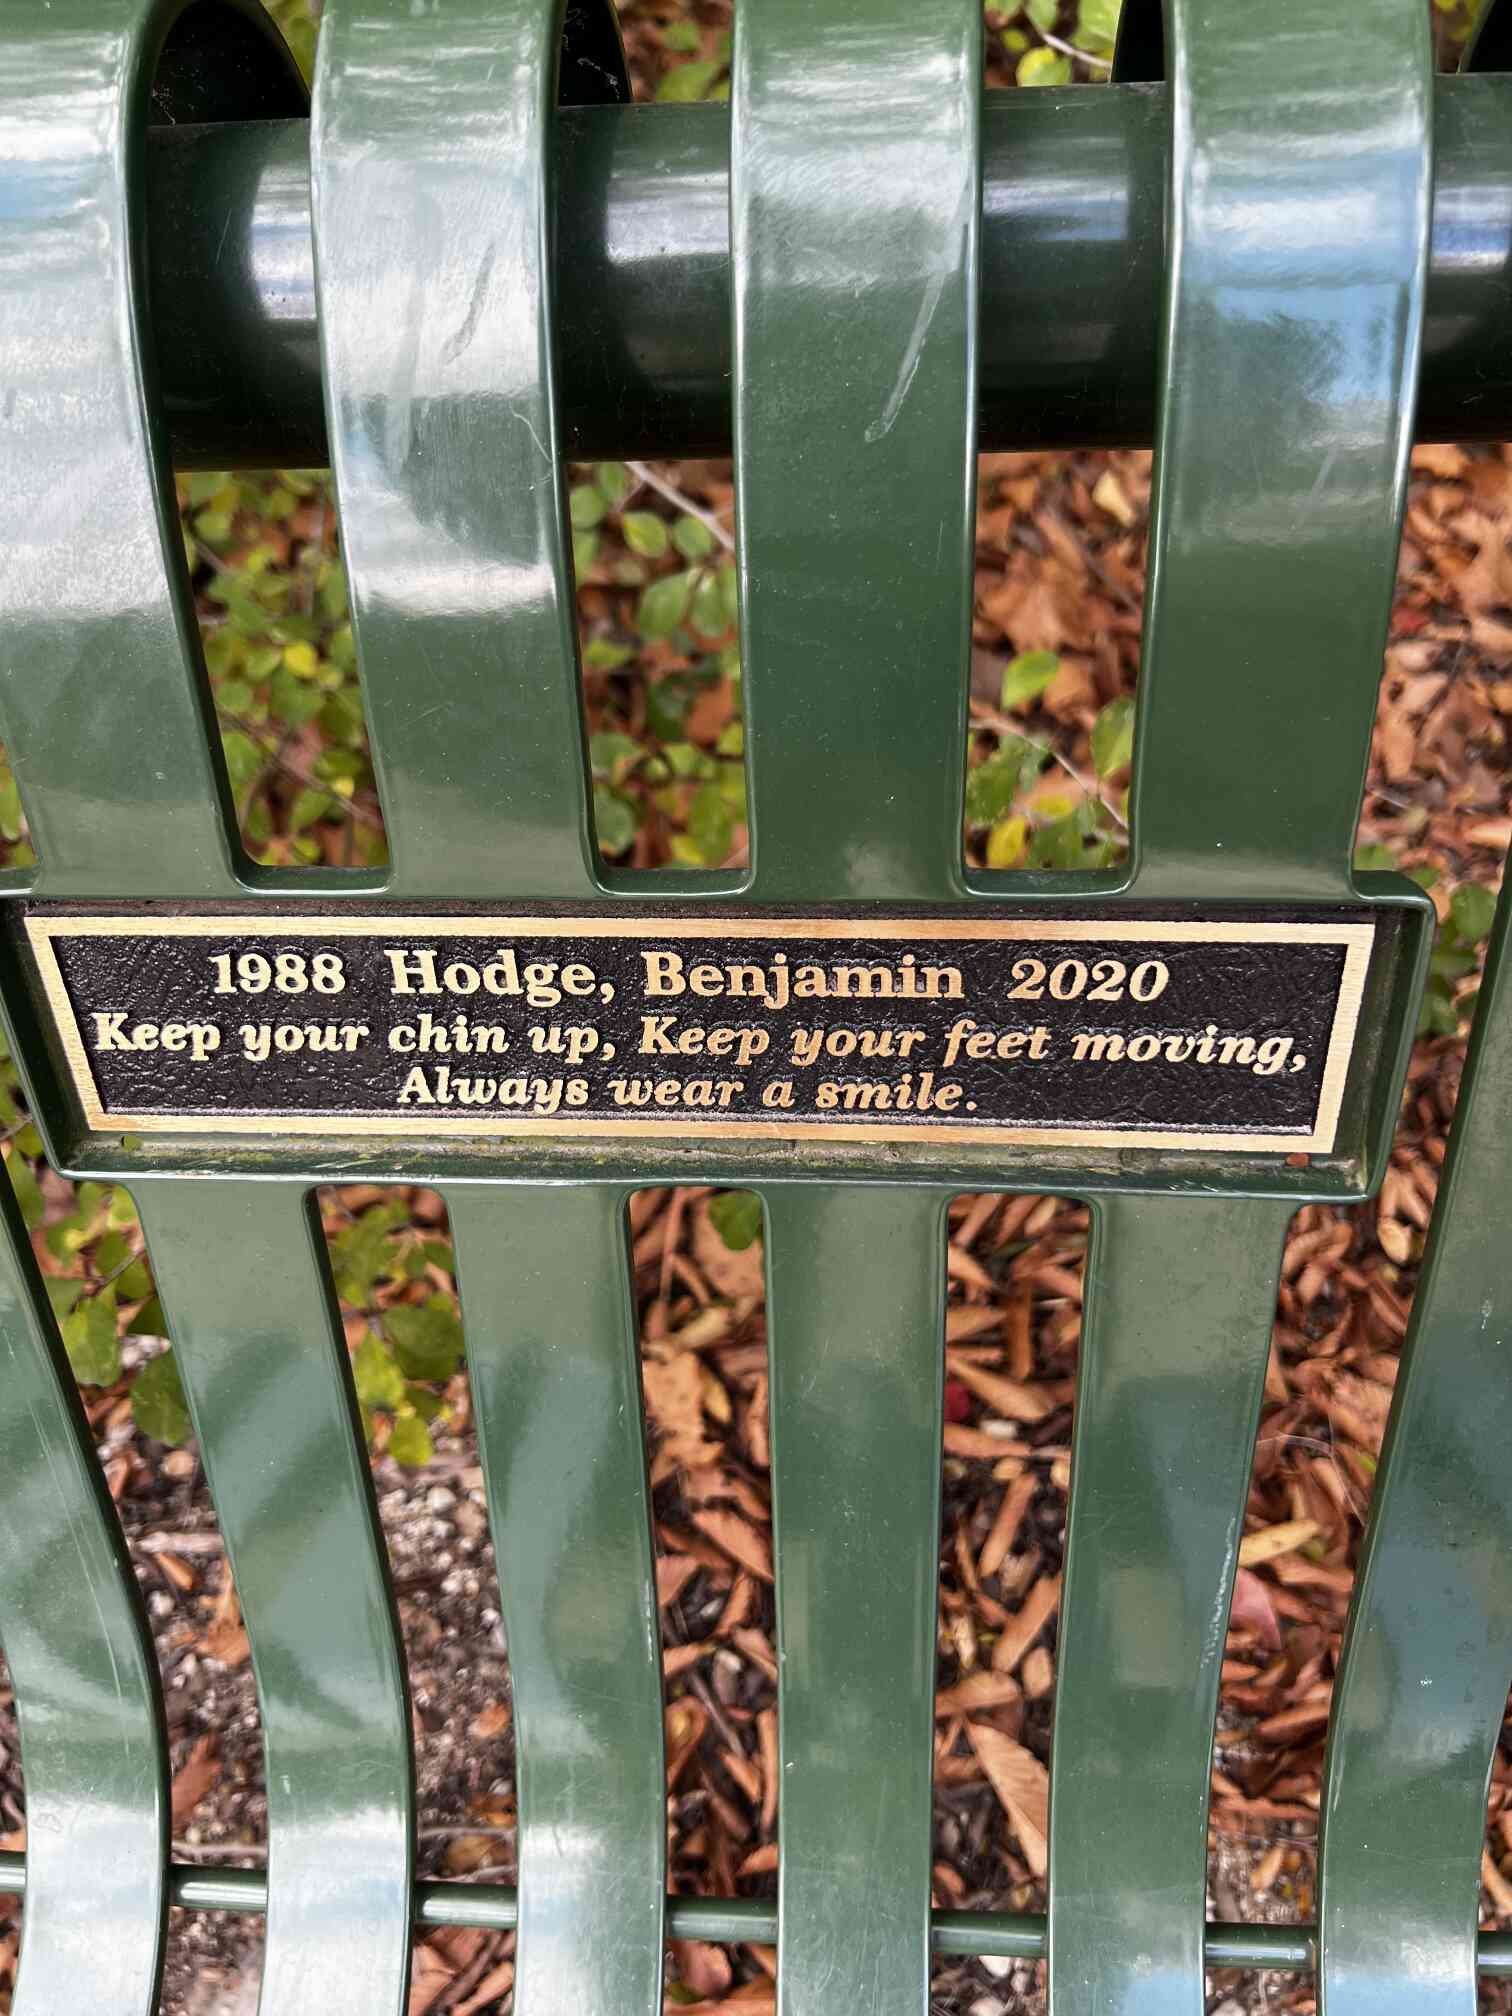 1988 Hodge, Benjamin 2020
Keep your chin up, Keep your feet moving,
Always wear a smile.